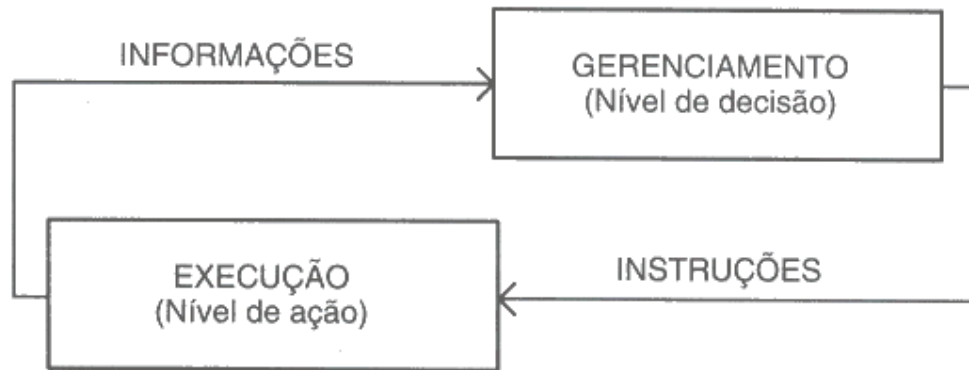 INFORMAÇÕES
GERENCIAMENTO
(Nível de decisão)
EXECUÇÃO
(Nível de ação)
INSTRUÇÕES